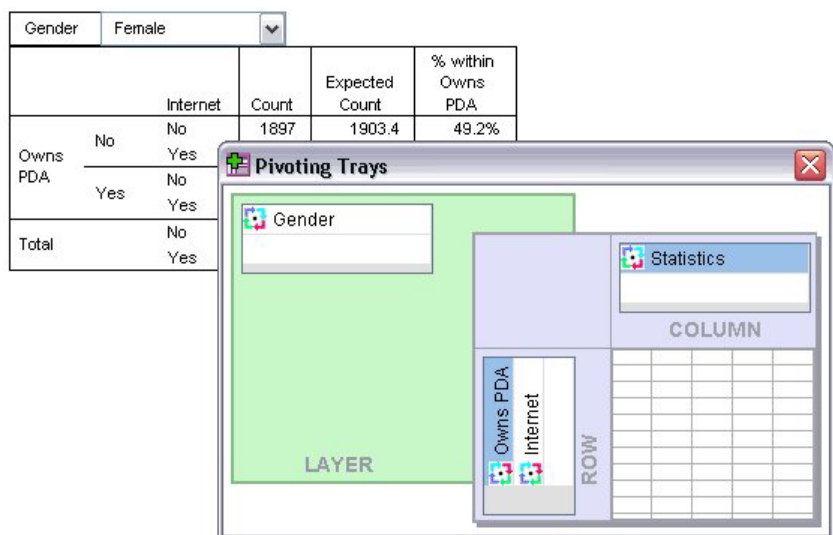 Gender Female
Internet Count Expected Count % within Owns PDA
Owns PDA No No 1897 1903.4 49.2%
Yes
Yes No
Yes
Total No
Yes
Pivoting Trays
Gender
Statistics
COLUMN
Owns PDA
Internet
ROW
LAYER